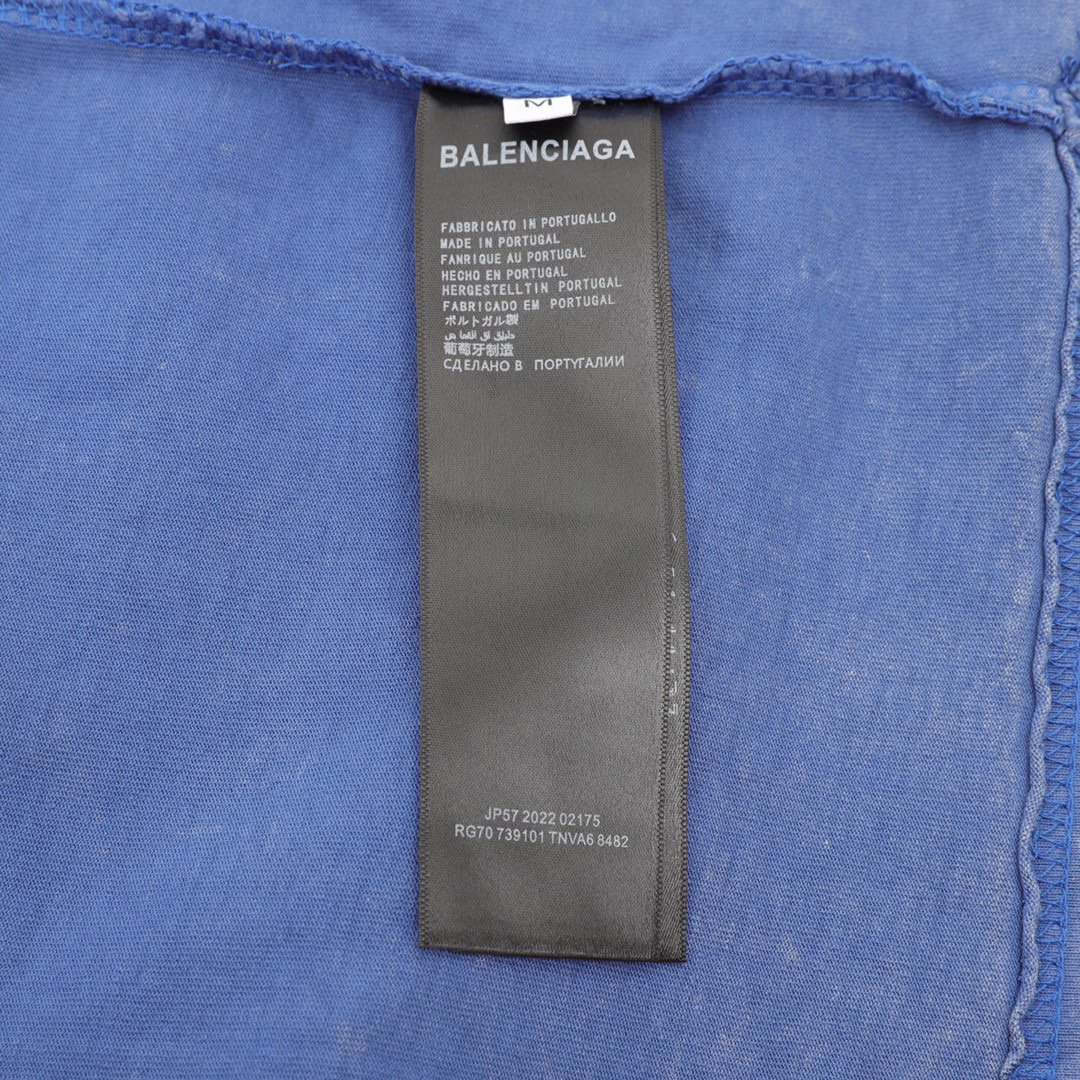 M
BALENCIAGA
FABBRICATO IN PORTUGALLO
MADE IN PORTUGAL
FANRIQUE AU PORTUGAL
HECHO EN PORTUGAL
HERGESTELLTIN PORTUGAL
FABRICADO EM PORTUGAL
ポルトガル製
葡萄牙制造
СДЕЛАНО В ПОРТУГАЛИИ
JP57 2022 02175
RG70 739101 TNVA6 8482